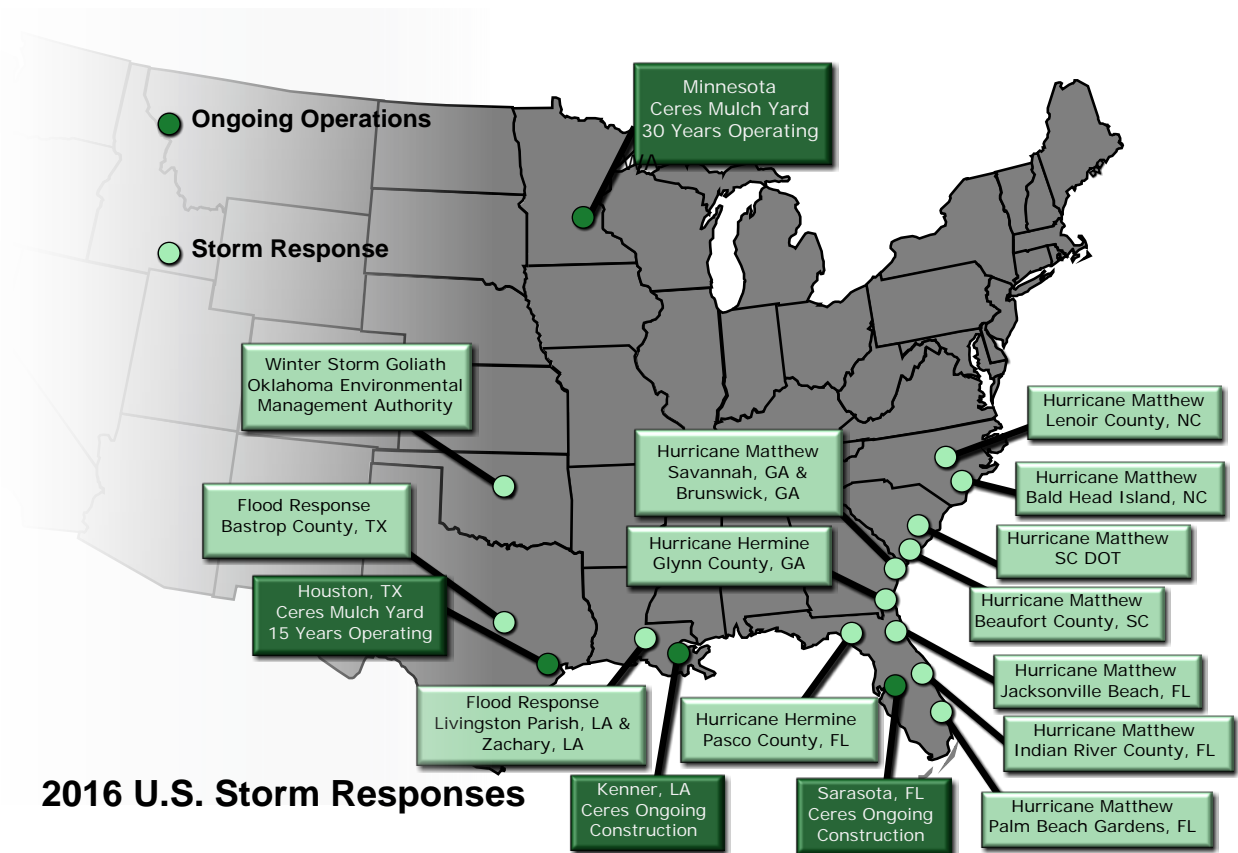 Minnesota
Ceres Mulch Yard
30 Years Operating
WA
Ongoing Operations
Storm Response
Winter Storm Goliath
Oklahoma Environmental
Management Authority
Hurricane Matthew
Lenoir County, NC
Hurricane Matthew
Savannah, GA &
Brunswick, GA
Hurricane Matthew
Bald Head Island, NC
Flood Response
Bastrop County, TX
Hurricane Matthew
SC DOT
Hurricane Hermine
Glynn County, GA
Houston, TX
Ceres Mulch Yard
15 Years Operating
Hurricane Matthew
Beaufort County, SC
Hurricane Matthew
Jacksonville Beach, FL
Flood Response
Livingston Parish, LA &
Zachary, LA
Hurricane Hermine
Pasco County, FL
Hurricane Matthew
Indian River County, FL
2016 U.S. Storm Responses
Kenner, LA
Ceres Ongoing
Construction
Sarasota, FL
Ceres Ongoing
Construction
Hurricane Matthew
Palm Beach Gardens, FL